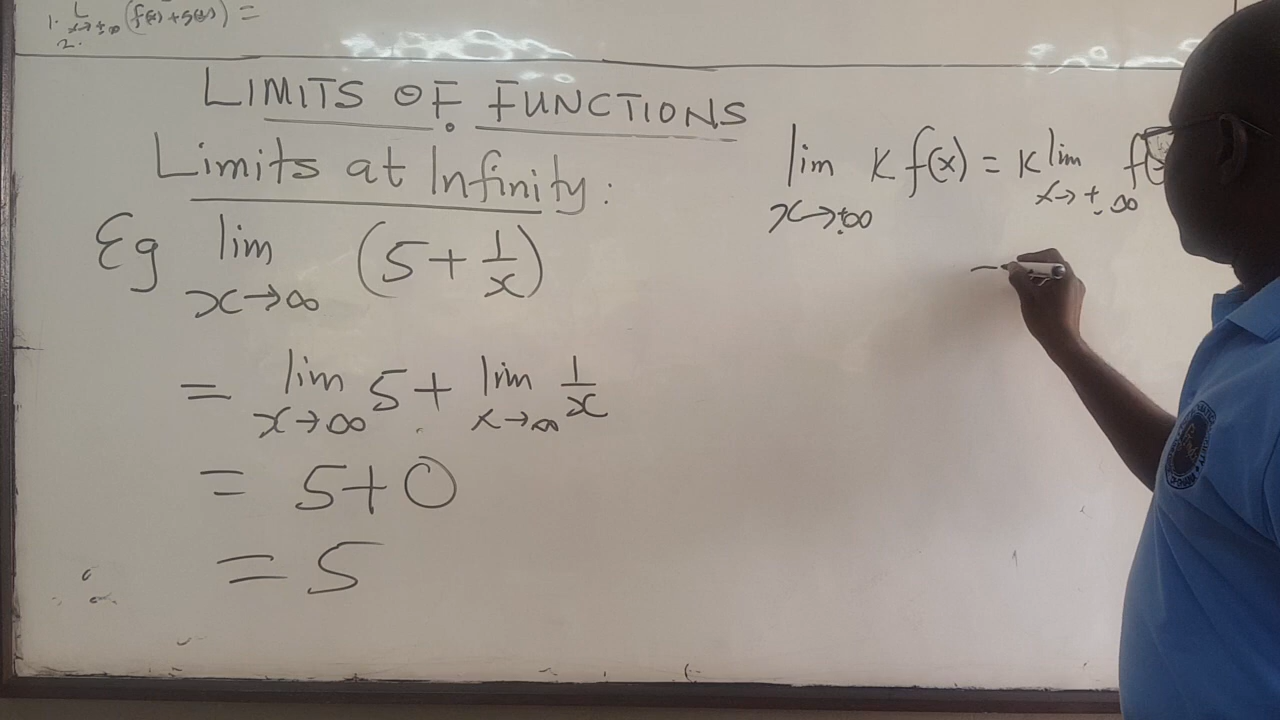 1. L (f(x) + g(x)) =
x→±∞
2.
LIMITS OF FUNCTIONS
Limits at Infinity:
Eg lim (5 + 1/x)
x→∞
= lim 5 + lim 1/x
x→∞ x→∞
= 5+0
= 5
lim K f(x) = K lim f(x
x→±∞ x→±∞